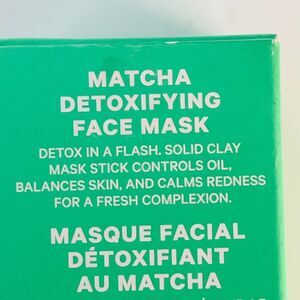 MATCHA
DETOXIFYING
FACE MASK
DETOX IN A FLASH. SOLID CLAY
MASK STICK CONTROLS OIL,
BALANCES SKIN, AND CALMS REDNESS
FOR A FRESH COMPLEXION.
MASQUE FACIAL
DÉTOXIFIANT
AU MATCHA